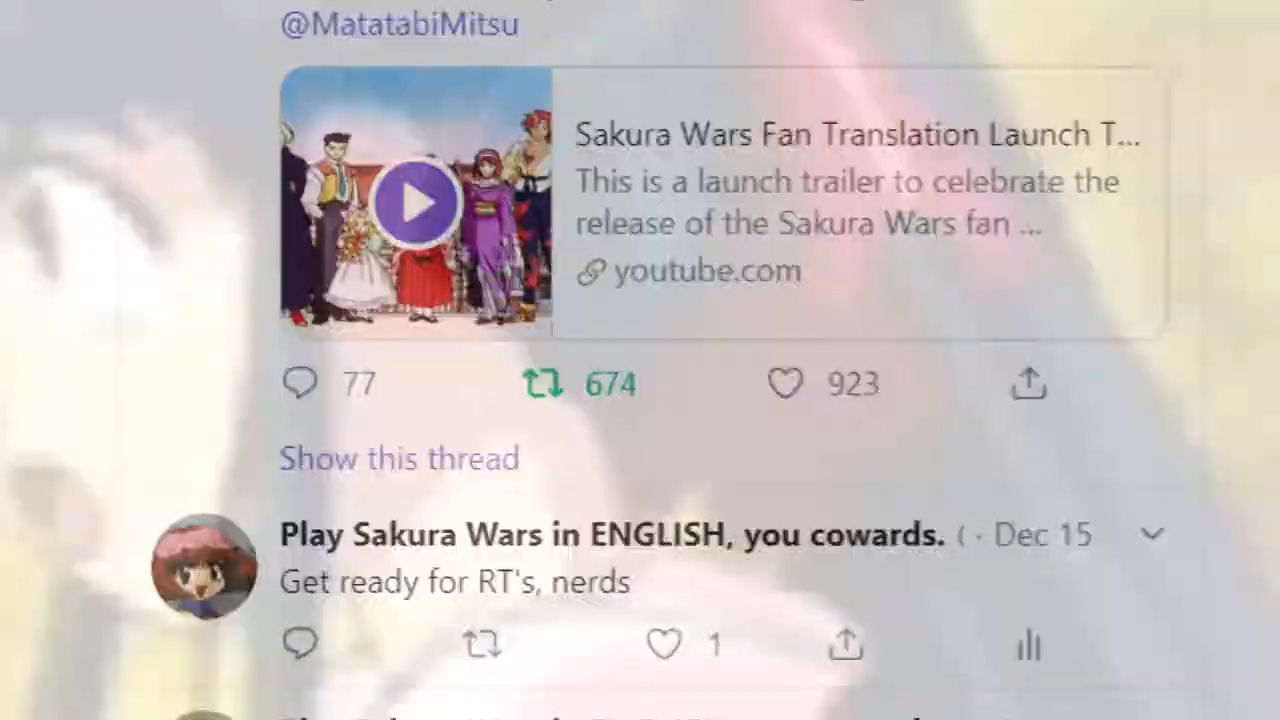 @MatatabiMitsu
Sakura Wars Fan Translation Launch T...
This is a launch trailer to celebrate the
release of the Sakura Wars fan ...
youtube.com
77 674 923
Show this thread
Play Sakura Wars in ENGLISH, you cowards. ( · Dec 15
Get ready for RT's, nerds
1